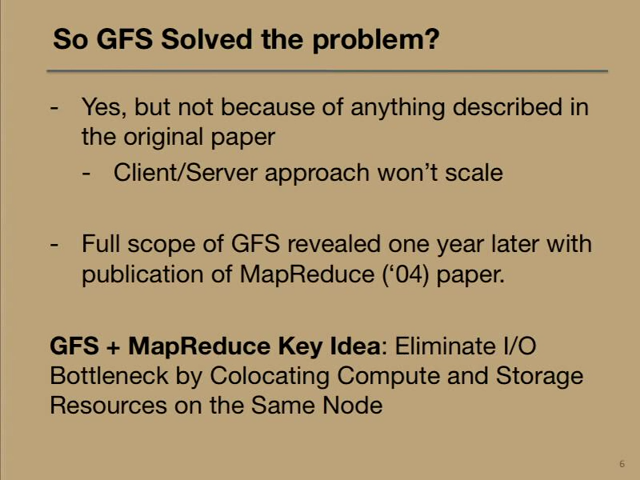 So GFS Solved the problem?
- Yes, but not because of anything described in
the original paper
- Client/Server approach won’t scale
- Full scope of GFS revealed one year later with
publication of MapReduce (‘04) paper.
GFS + MapReduce Key Idea: Eliminate I/O
Bottleneck by Colocating Compute and Storage
Resources on the Same Node
6